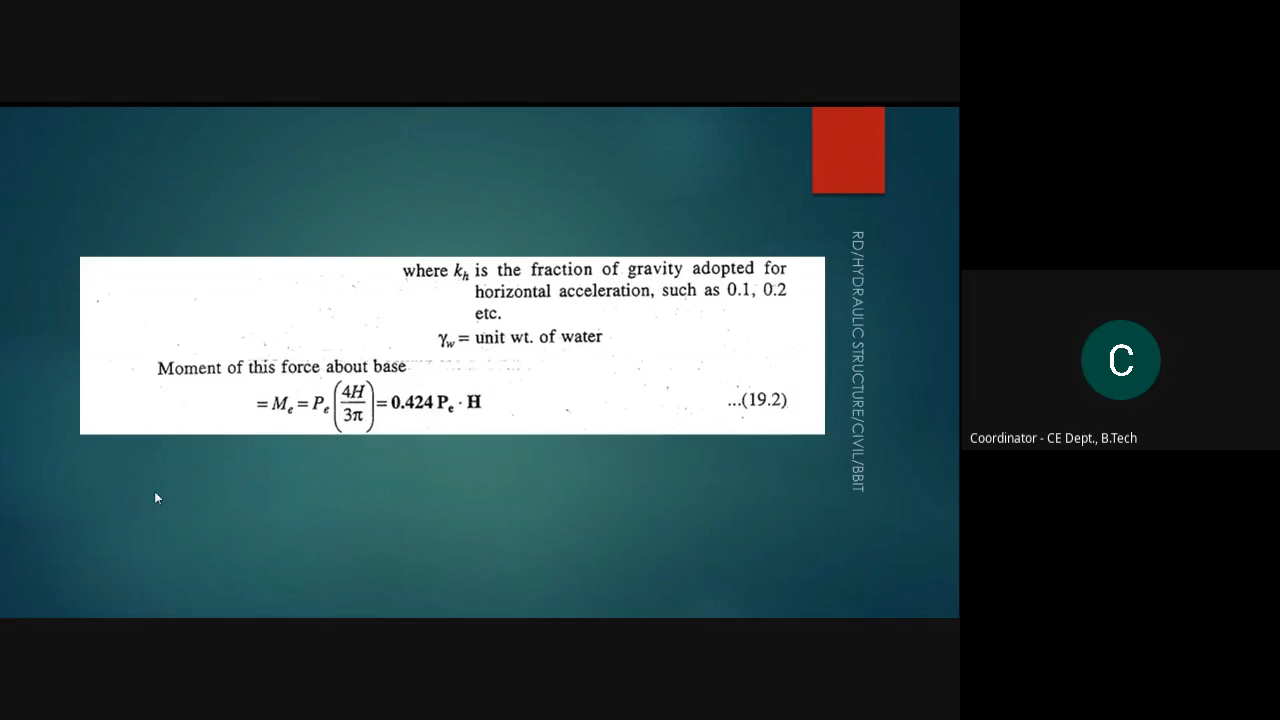 where kₕ is the fraction of gravity adopted for
horizontal acceleration, such as 0.1, 0.2
etc.
γ_w = unit wt. of water
Moment of this force about base
= Mₑ = Pₑ (4H/3π) = 0.424 Pₑ · H ...(19.2)
RD/HYDRAULIC STRUCTURE/CIVIL/BBIT
C
Coordinator - CE Dept., B.Tech